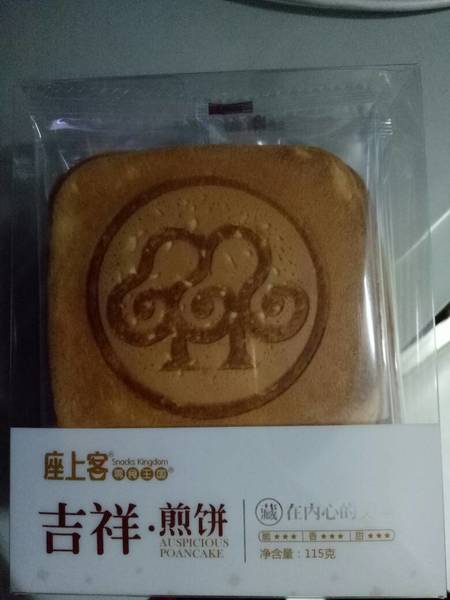 座上客®
Snacks Kingdom
零食王国®
吉祥·煎饼
AUSPICIOUS
POANCAKE
藏 在内心的
脆★★★ 香★★★ 甜★★★
净含量：115克